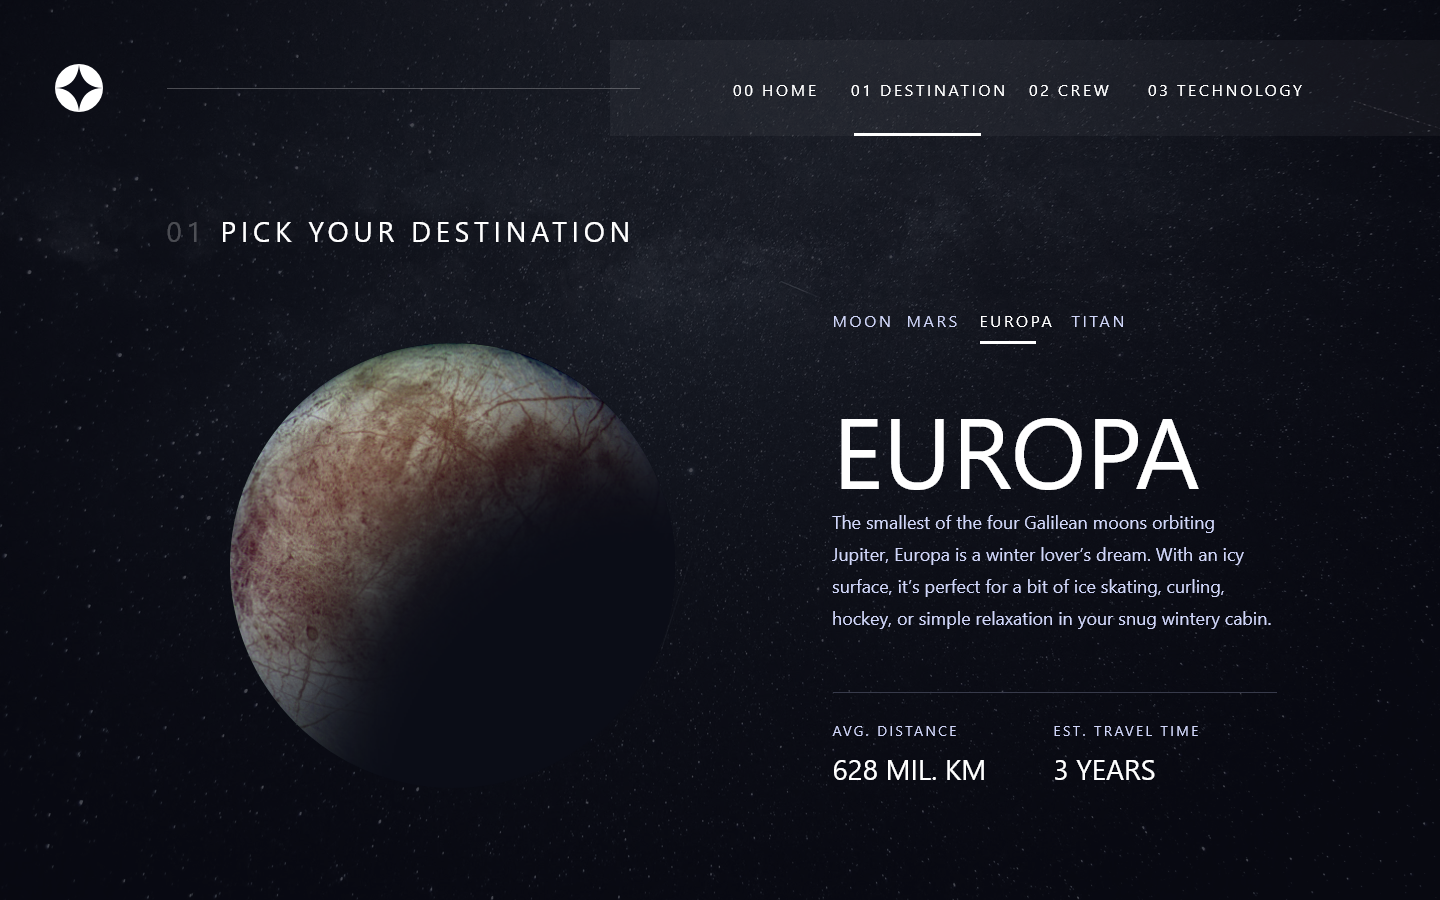 00 HOME 01 DESTINATION 02 CREW 03 TECHNOLOGY
01 PICK YOUR DESTINATION
MOON MARS EUROPA TITAN
EUROPA
The smallest of the four Galilean moons orbiting
Jupiter, Europa is a winter lover’s dream. With an icy
surface, it’s perfect for a bit of ice skating, curling,
hockey, or simple relaxation in your snug wintery cabin.
AVG. DISTANCE EST. TRAVEL TIME
628 MIL. KM 3 YEARS